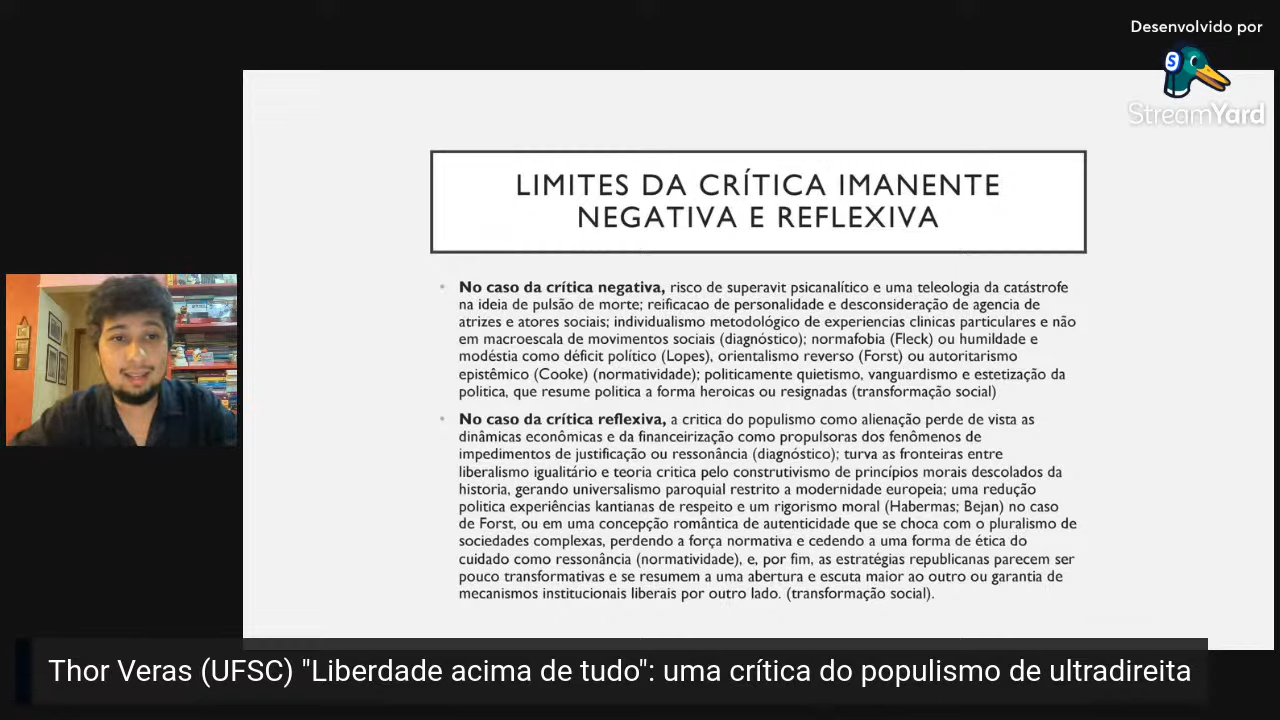 Desenvolvido por
StreamYard
LIMITES DA CRÍTICA IMANENTE
NEGATIVA E REFLEXIVA
• No caso da crítica negativa, risco de superavit psicanalítico e uma teleologia da catástrofe
na ideia de pulsão de morte; reificacao de personalidade e desconsideração de agencia de
atrizes e atores sociais; individualismo metodológico de experiencias clinicas particulares e não
em macroescala de movimentos sociais (diagnóstico); normafobia (Fleck) ou humildade e
modéstia como déficit político (Lopes), orientalismo reverso (Forst) ou autoritarismo
epistêmico (Cooke) (normatividade); politicamente quietismo, vanguardismo e estetização da
politica, que resume politica a forma heroicas ou resignadas (transformação social)
• No caso da crítica reflexiva, a critica do populismo como alienação perde de vista as
dinâmicas econômicas e da financeirização como propulsoras dos fenômenos de
impedimentos de justificação ou ressonância (diagnóstico); turva as fronteiras entre
liberalismo igualitário e teoria critica pelo construtivismo de princípios morais descolados da
historia, gerando universalismo paroquial restrito a modernidade europeia; uma redução
politica experiências kantianas de respeito e um rigorismo moral (Habermas; Bejan) no caso
de Forst, ou em uma concepção romântica de autenticidade que se choca com o pluralismo de
sociedades complexas, perdendo a força normativa e cedendo a uma forma de ética do
cuidado como ressonância (normatividade), e, por fim, as estratégias republicanas parecem ser
pouco transformativas e se resumem a uma abertura e escuta maior ao outro ou garantia de
mecanismos institucionais liberais por outro lado. (transformação social).
Thor Veras (UFSC) "Liberdade acima de tudo": uma crítica do populismo de ultradireita